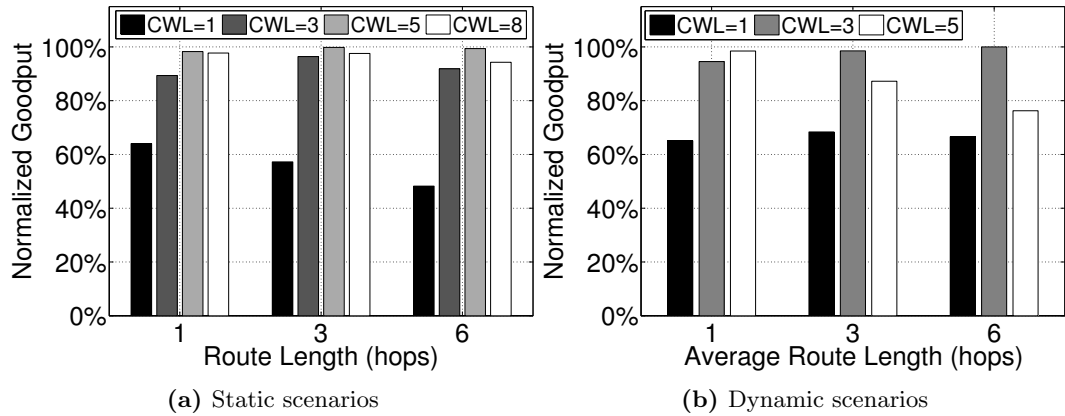 CWL=1 CWL=3 CWL=5 CWL=8
100%
80%
60%
40%
20%
0%
Normalized Goodput
1 3 6
Route Length (hops)
(a) Static scenarios
CWL=1 CWL=3 CWL=5
100%
80%
60%
40%
20%
0%
Normalized Goodput
1 3 6
Average Route Length (hops)
(b) Dynamic scenarios